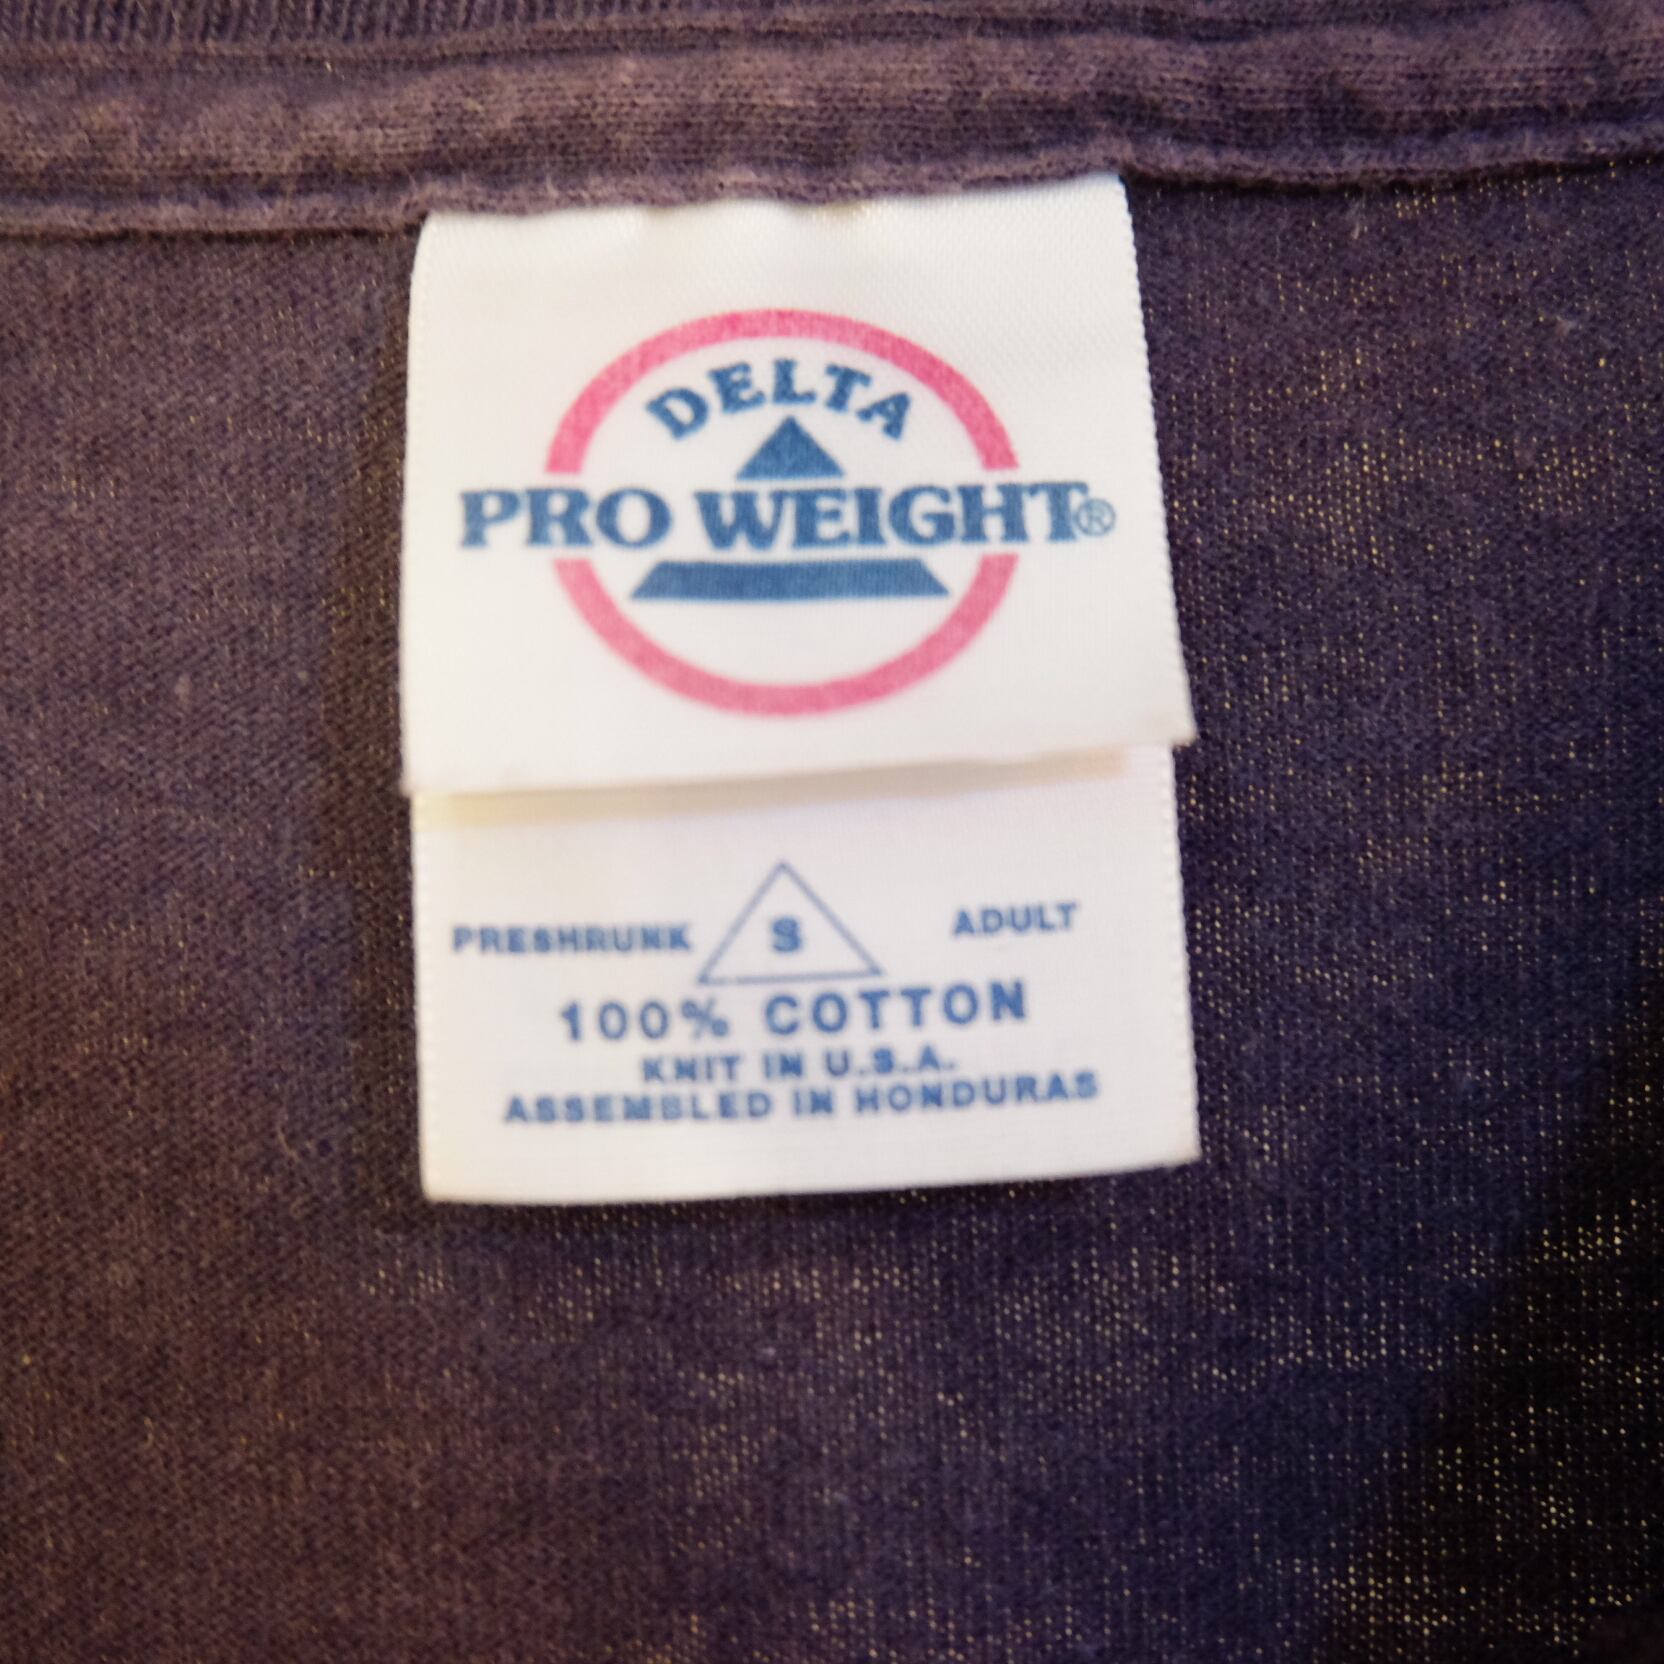 DELTA
PRO WEIGHT®
PRESHRUNK S ADULT
100% COTTON
KNIT IN U.S.A.
ASSEMBLED IN HONDURAS